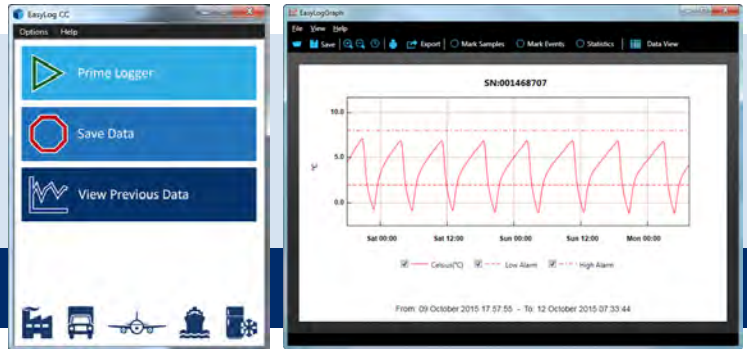 EasyLog CC
Options Help
Prime Logger
Save Data
View Previous Data
EasyLogGraph
File View Help
Save Export Mark Samples Mark Events Statistics Data View
SN:001468707
10.0
5.0
0.0
°C
Sat 00:00 Sat 12:00 Sun 00:00 Sun 12:00 Mon 00:00
Celsius(°C) Low Alarm High Alarm
From: 09 October 2015 17:57:55 - To: 12 October 2015 07:33:44